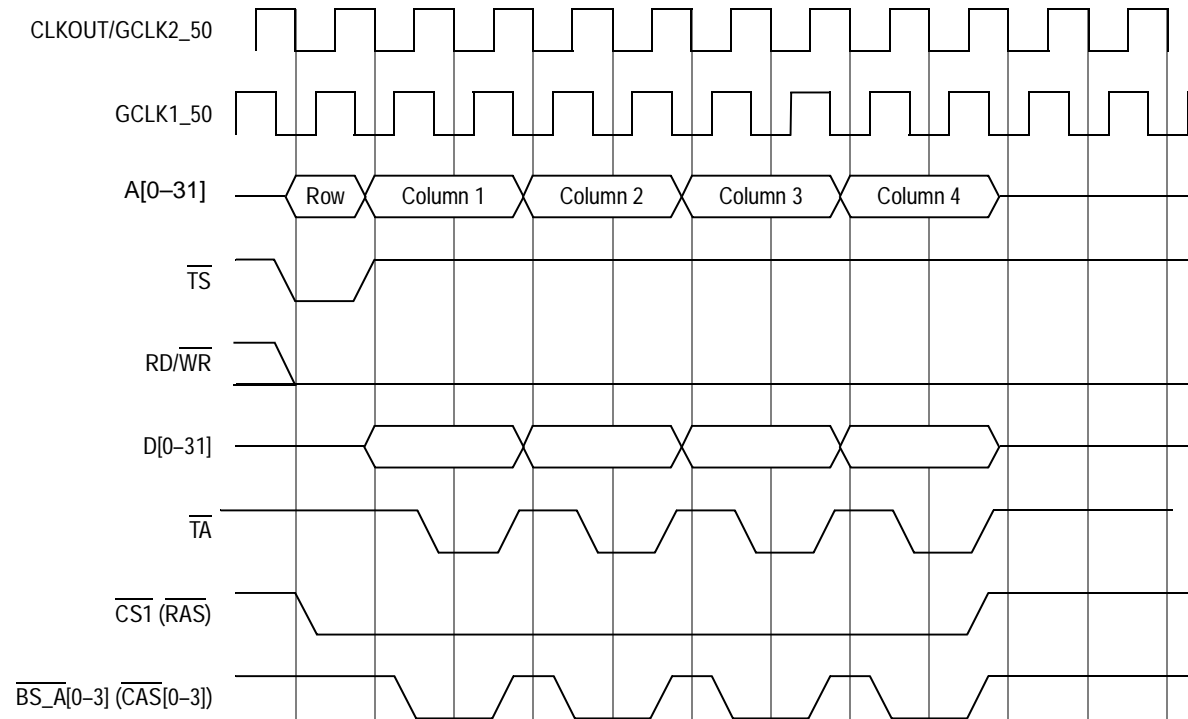 CLKOUT/GCLK2_50
GCLK1_50
A[0–31]
Row Column 1 Column 2 Column 3 Column 4
TS
RD/WR
D[0–31]
TA
CS1 (RAS)
BS_A[0–3] (CAS[0–3])